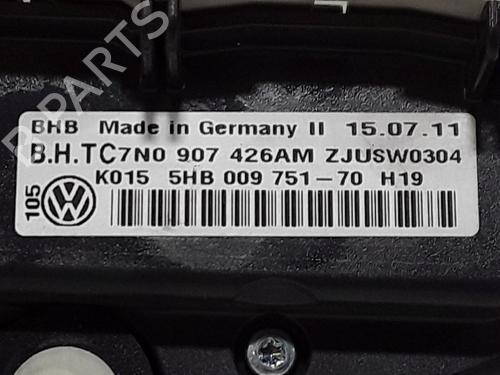 B-PARTS
BHB Made in Germany II 15.07.11
B.H.TC7N0 907 426AM ZJUSW0304
K015 5HB 009 751-70 H19
105